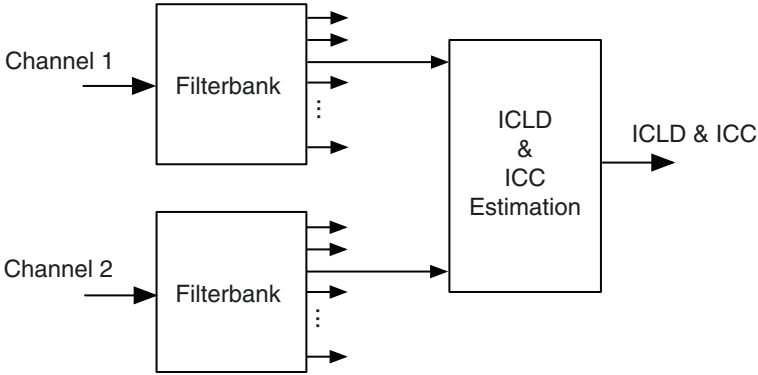 Channel 1
Filterbank
...
ICLD
&
ICC
Estimation
ICLD & ICC
Channel 2
Filterbank
...